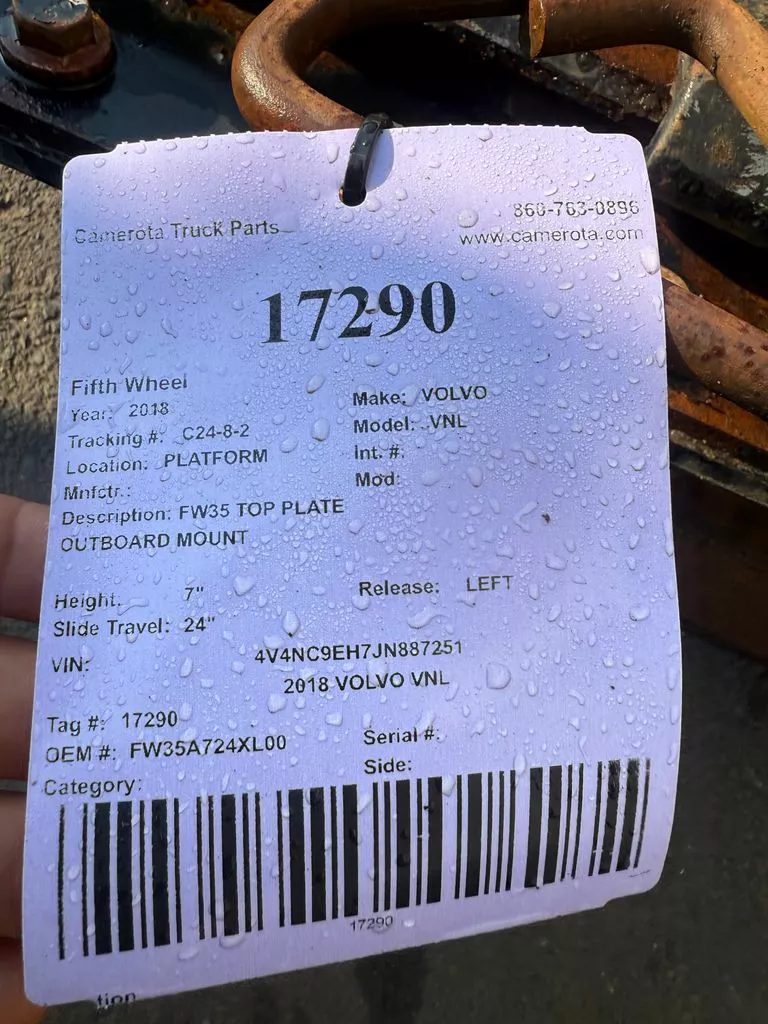 Camerota Truck Parts
860-763-0896
www.camerota.com
17290
Fifth Wheel
Year: 2018
Make: VOLVO
Tracking #: C24-8-2
Model: VNL
Location: PLATFORM
Int. #:
Mnfctr.:
Mod:
Description: FW35 TOP PLATE
OUTBOARD MOUNT
Height: 7"
Release: LEFT
Slide Travel: 24"
VIN: 4V4NC9EH7JN887251
2018 VOLVO VNL
Tag #: 17290
OEM #: FW35A724XL00
Serial #:
Category:
Side:
17290
tion